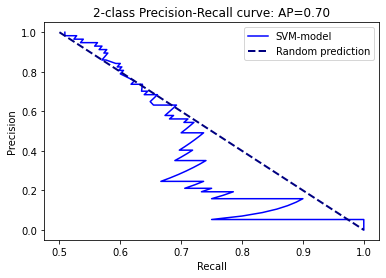 2-class Precision-Recall curve: AP=0.70
SVM-model
Random prediction
Precision
1.0
0.8
0.6
0.4
0.2
0.0
0.5 0.6 0.7 0.8 0.9 1.0
Recall